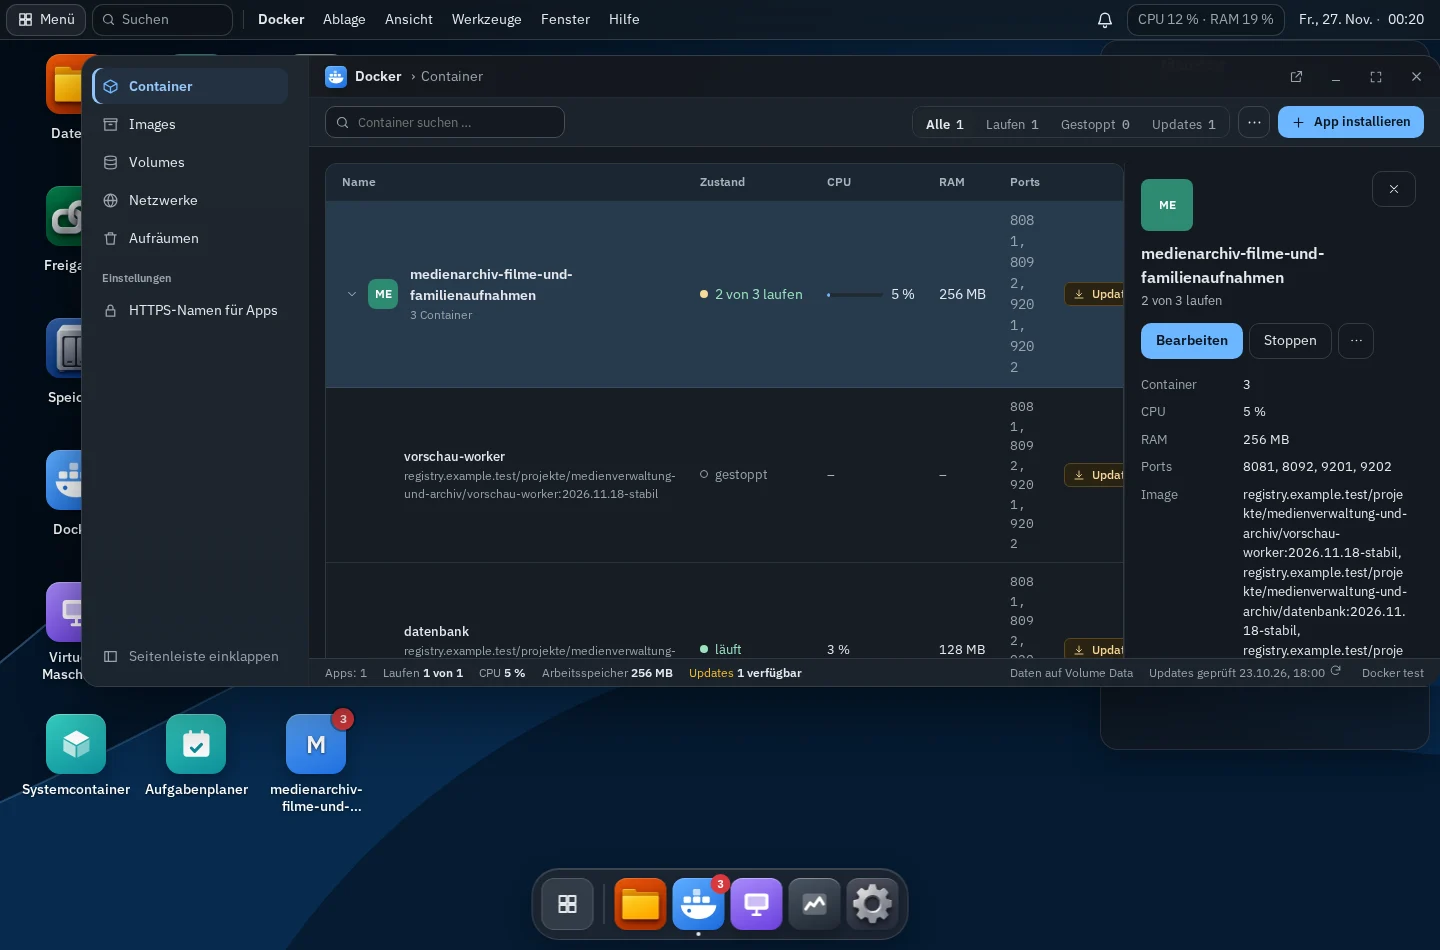 Menü
Suchen
Docker
Ablage
Ansicht
Werkzeuge
Fenster
Hilfe
CPU 12 % · RAM 19 %
Fr., 27. Nov. · 00:20
Container
Images
Volumes
Netzwerke
Aufräumen
Einstellungen
HTTPS-Namen für Apps
Seitenleiste einklappen
Docker › Container
Container suchen ...
Alle 1
Laufen 1
Gestoppt 0
Updates 1
App installieren
Name
Zustand
CPU
RAM
Ports
ME
medienarchiv-filme-und-
familienaufnahmen
3 Container
2 von 3 laufen
5 %
256 MB
808
1,
809
2,
920
1,
920
2
Updat
vorschau-worker
registry.example.test/projekte/medienverwaltung-
und-archiv/vorschau-worker:2026.11.18-stabil
gestoppt
–
–
808
1,
809
2,
920
1,
920
2
Updat
datenbank
registry.example.test/projekte/medienverwaltung-
läuft
3 %
128 MB
808
1,
809
2,
920
Updat
ME
medienarchiv-filme-und-
familienaufnahmen
2 von 3 laufen
Bearbeiten
Stoppen
Container 3
CPU 5 %
RAM 256 MB
Ports 8081, 8092, 9201, 9202
Image registry.example.test/proje
kte/medienverwaltung-und-
archiv/vorschau-
worker:2026.11.18-stabil,
registry.example.test/proje
kte/medienverwaltung-und-
archiv/datenbank:2026.11.
18-stabil,
registry.example.test/proje
Apps: 1
Laufen 1 von 1
CPU 5 %
Arbeitsspeicher 256 MB
Updates 1 verfügbar
Daten auf Volume Data
Updates geprüft 23.10.26, 18:00
Docker test
Date
Freiga
Speic
Dock
Virtue
Masch
Systemcontainer
Aufgabenplaner
M
3
medienarchiv-
filme-und-...
3